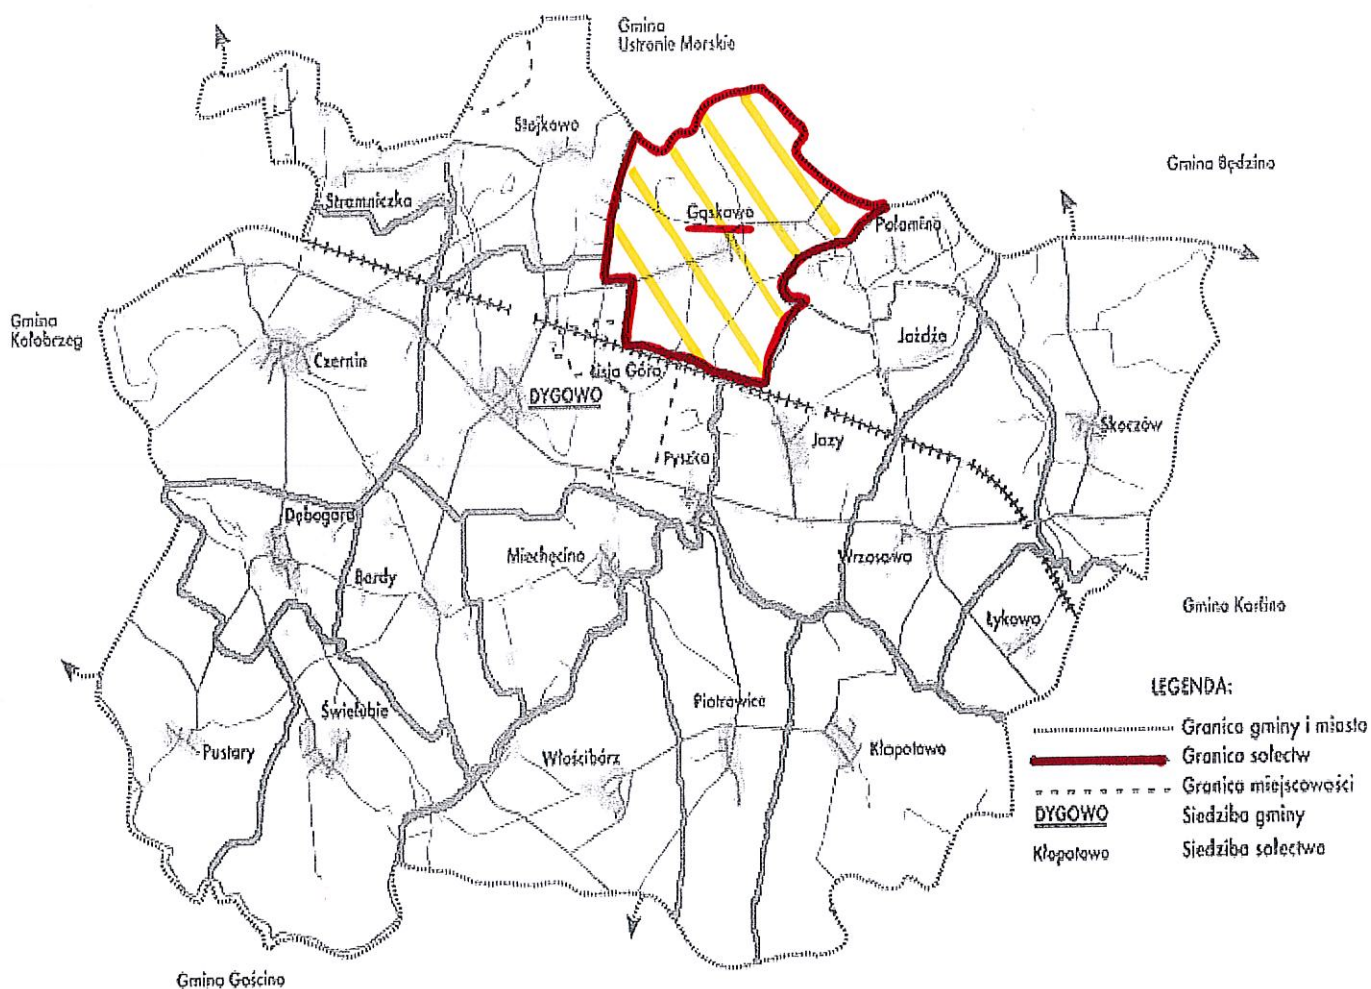 Gmina
Ustronie Morskie
Stojkowo
Gmina Będzino
Stramniczka
Gąskowo
Połomino
Gmina
Kołobrzeg
Jażdże
Czernin
Lisia Góra
DYGOWO
Skoczów
Jazy
Pyszka
Dębogard
Miechęcino
Wrzosowo
Bardy
Gmina Karlino
Łykowo
LEGENDA:
Piotrowice
Świelubie
Granica gminy i miasta
Pustary
Włościbórz
Kłopotowo
Granica sołectw
Granica miejscowości
DYGOWO
Siedziba gminy
Kłopotowo
Siedziba sołectwa
Gmina Gościno